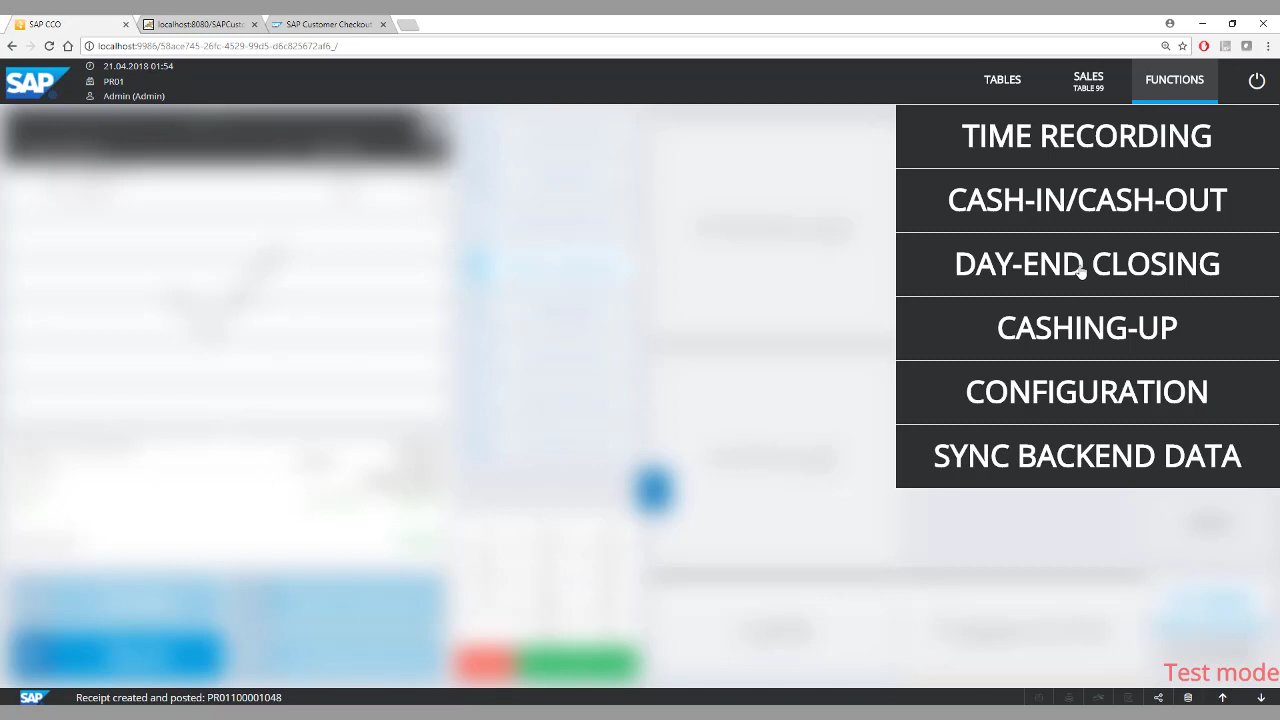 SAP CCO
localhost:8080/SAPCust
SAP Customer Checkout
localhost:9986/58ace745-26fc-4529-99d5-d6c825672af6_/
SAP
21.04.2018 01:54
PR01
Admin (Admin)
TABLES
SALES
TABLE 99
FUNCTIONS
TIME RECORDING
CASH-IN/CASH-OUT
DAY-END CLOSING
CASHING-UP
CONFIGURATION
SYNC BACKEND DATA
Test mode
SAP
Receipt created and posted: PR01100001048